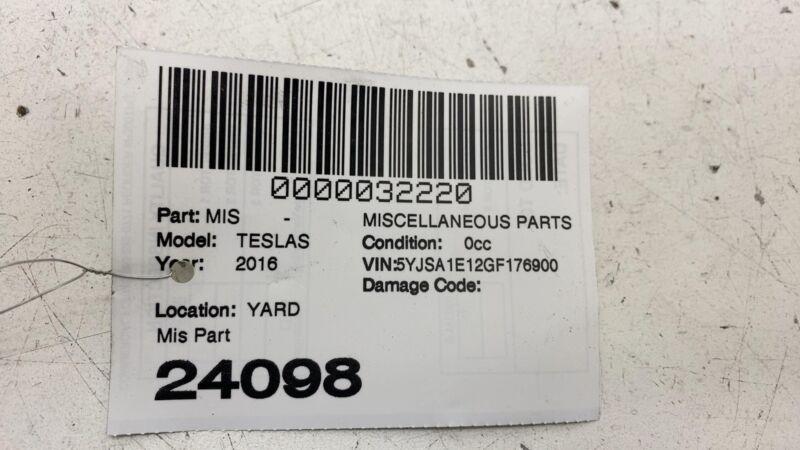 0000032220
Part: MIS - MISCELLANEOUS PARTS
Model: TESLAS Condition: 0cc
Year: 2016 VIN:5YJSA1E12GF176900
Damage Code:
Location: YARD
Mis Part
24098